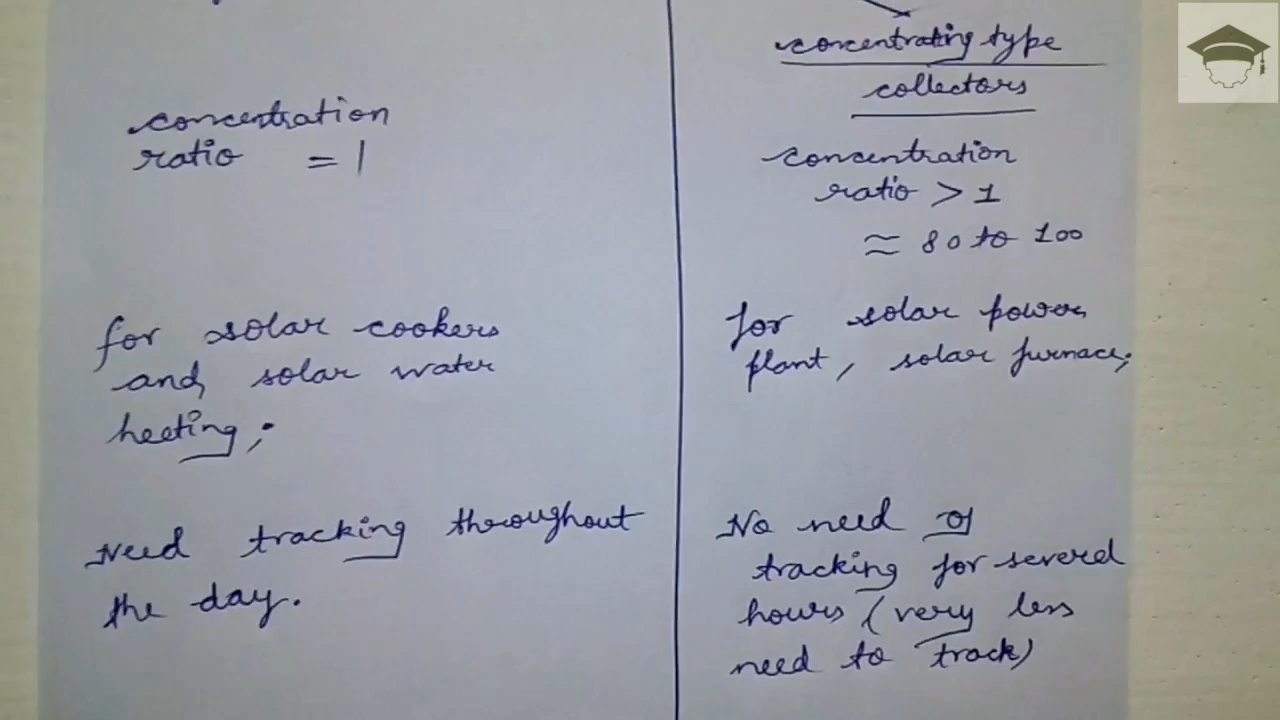 concentration
ratio = 1
for solar cookers
and, solar water
heeting;
Need tracking throughout
the day.
concentrating type
collectors
concentration
ratio > 1
≈ 80 to 100
for solar power
plant, solar furnace;
No need of
tracking for several
hours (very less
need to track)